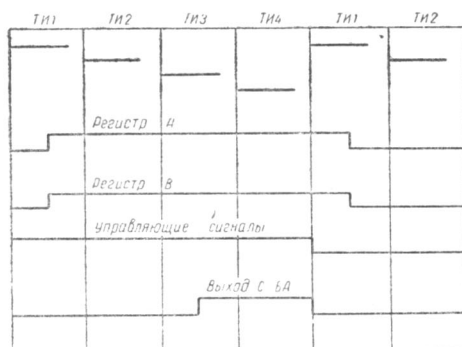 ТИ1 ТИ2 ТИ3 ТИ4 ТИ1 ТИ2
Регистр А
Регистр В
Управляющие сигналы
Выход С БА